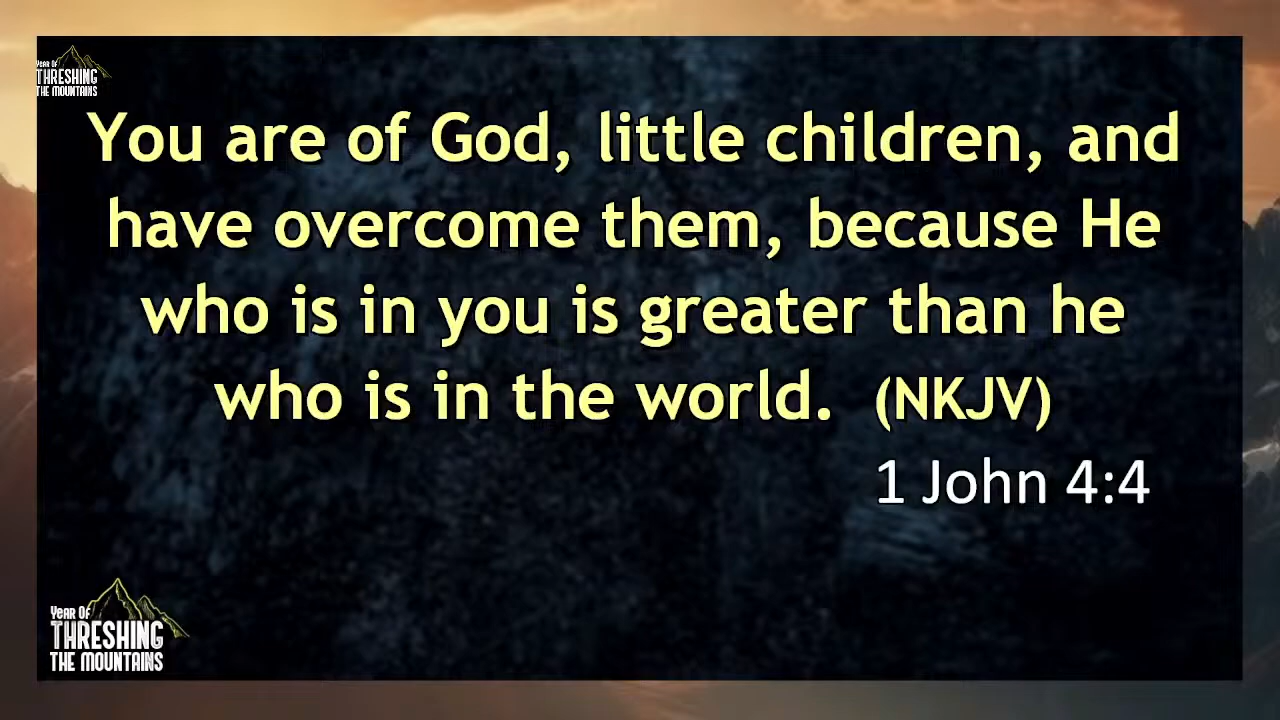 Year Of
THRESHING
THE MOUNTAINS
You are of God, little children, and
have overcome them, because He
who is in you is greater than he
who is in the world. (NKJV)
1 John 4:4
Year Of
THRESHING
THE MOUNTAINS